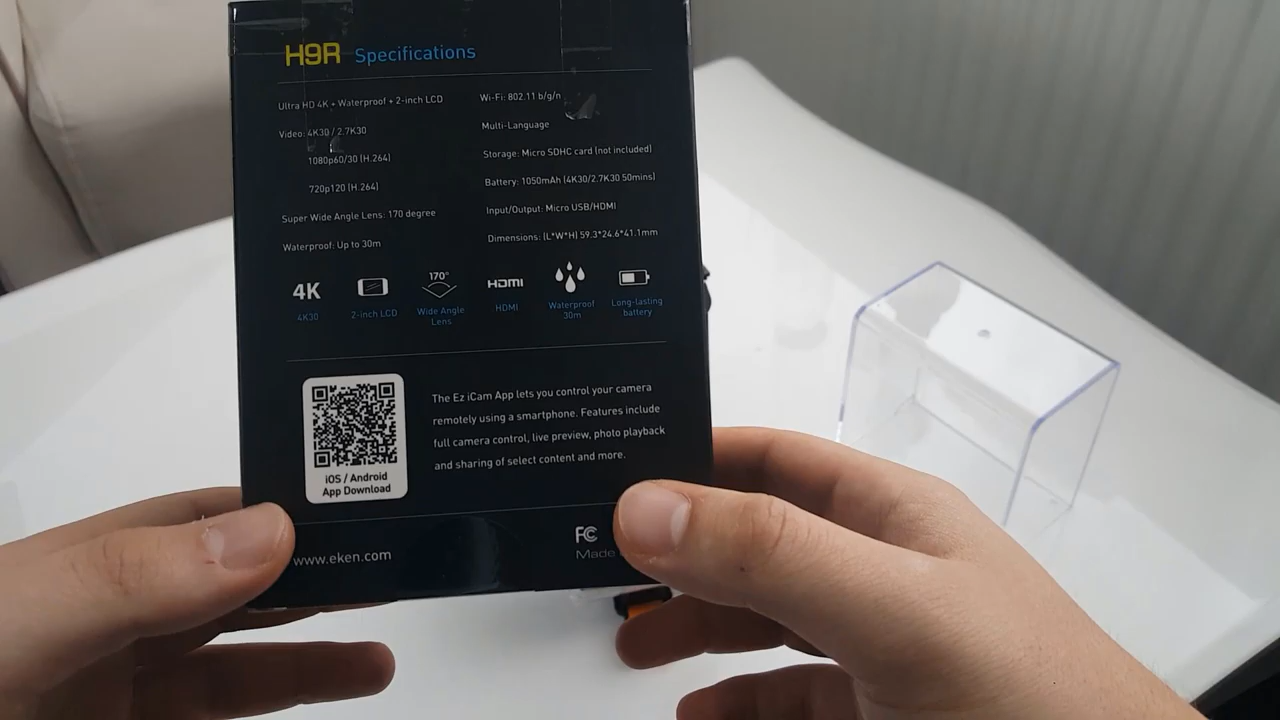 H9R Specifications
Ultra HD 4K + Waterproof + 2-inch LCD
Video: 4K30 / 2.7K30
1080p60/30 (H.264)
720p120 (H.264)
Super Wide Angle Lens: 170 degree
Waterproof: Up to 30m
Wi-Fi: 802.11 b/g/n
Multi-Language
Storage: Micro SDHC card (not included)
Battery: 1050mAh (4K30/2.7K30 50mins)
Input/Output: Micro USB/HDMI
Dimensions: (L*W*H) 59.3*24.6*41.1mm
4K
4K30
2-inch LCD
170°
Wide Angle
Lens
HDMI
HDMI
Waterproof
30m
Long-lasting
battery
iOS / Android
App Download
The Ez iCam App lets you control your camera
remotely using a smartphone. Features include
full camera control, live preview, photo playback
and sharing of select content and more.
www.eken.com
FC
Made